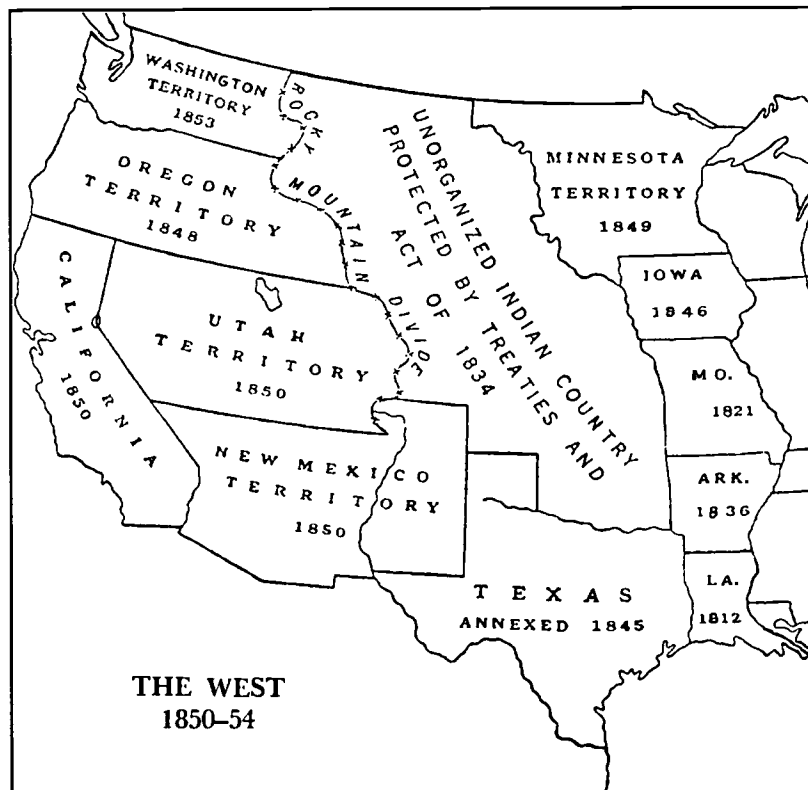 WASHINGTON
TERRITORY
1853
ROCKY MOUNTAIN DIVIDE
OREGON
TERRITORY
1848
CALIFORNIA
1850
UTAH
TERRITORY
1850
NEW MEXICO
TERRITORY
1850
UNORGANIZED INDIAN COUNTRY
PROTECTED BY TREATIES AND
ACT OF 1834
MINNESOTA
TERRITORY
1849
IOWA
1846
MO.
1821
ARK.
1836
LA.
1812
TEXAS
ANNEXED 1845
THE WEST
1850–54